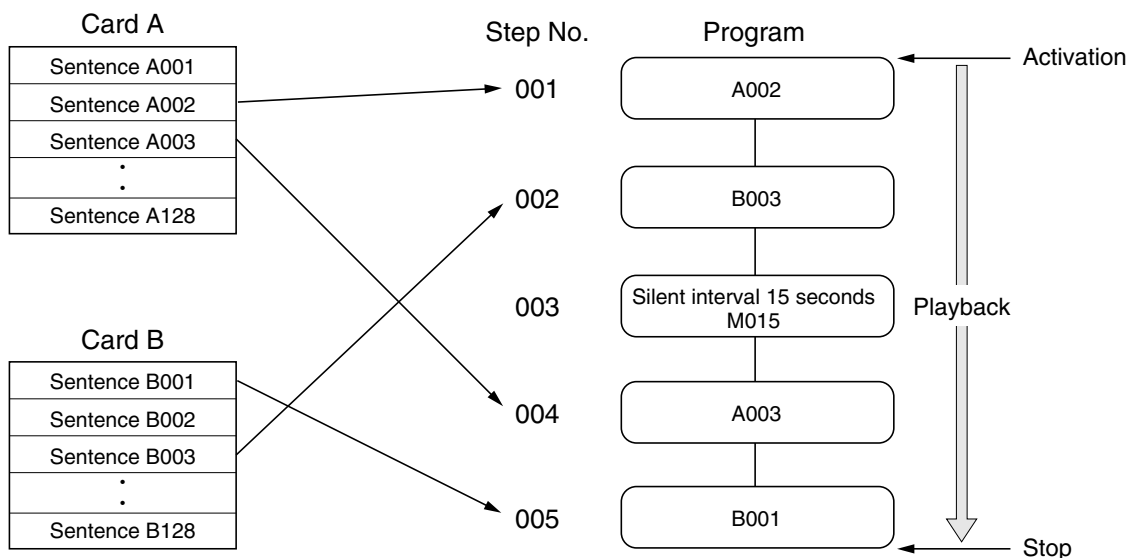 Card A
Sentence A001
Sentence A002
Sentence A003
:
Sentence A128
Card B
Sentence B001
Sentence B002
Sentence B003
:
Sentence B128
Step No.
001
002
003
004
005
Program
A002
B003
Silent interval 15 seconds
M015
A003
B001
Activation
Playback
Stop